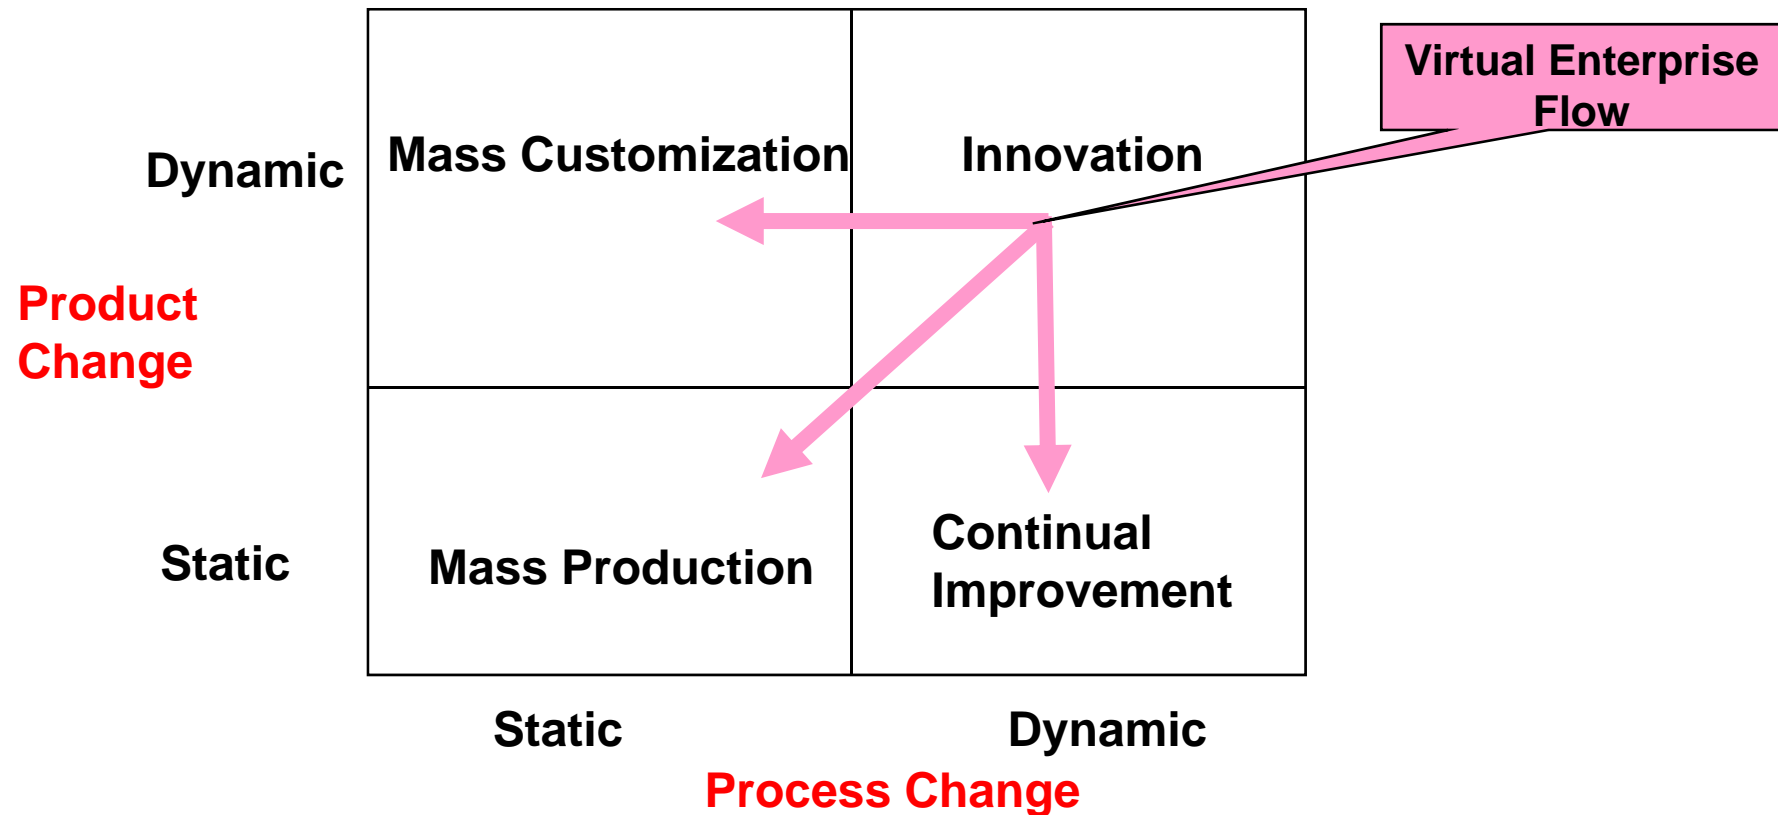 Virtual Enterprise
Flow
Mass Customization
Innovation
Dynamic
Product
Change
Continual
Improvement
Static
Mass Production
Static
Dynamic
Process Change